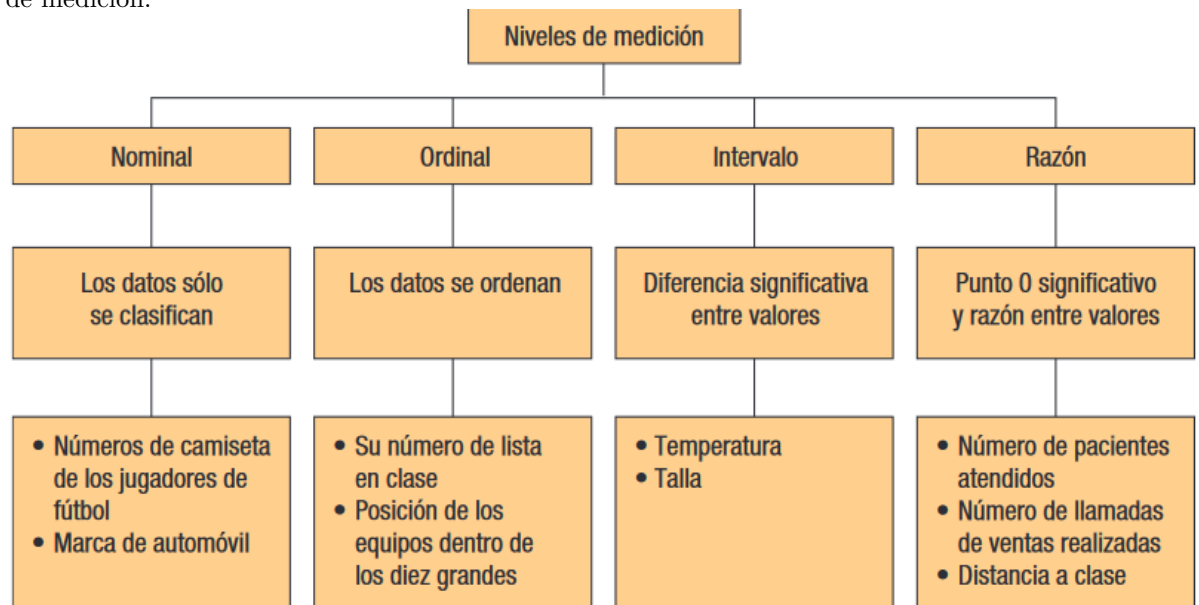 de medición.
Niveles de medición
Nominal
Ordinal
Intervalo
Razón
Los datos sólo
se clasifican
Los datos se ordenan
Diferencia significativa
entre valores
Punto 0 significativo
y razón entre valores
• Números de camiseta
de los jugadores de
fútbol
• Marca de automóvil
• Su número de lista
en clase
• Posición de los
equipos dentro de
los diez grandes
• Temperatura
• Talla
• Número de pacientes
atendidos
• Número de llamadas
de ventas realizadas
• Distancia a clase